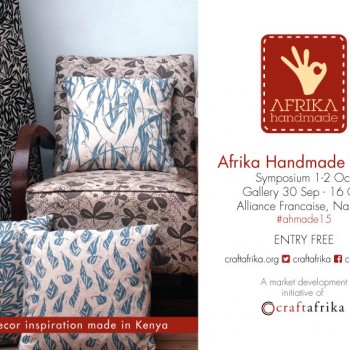 AFRIKA
handmade
Afrika Handmade
Symposium 1-2 Oc
Gallery 30 Sep - 16 O
Alliance Francaise, Na
#ahmade15
ENTRY FREE
craftafrika.org craftafrika c
A market development
initiative of
craftafrika
ecor inspiration made in Kenya